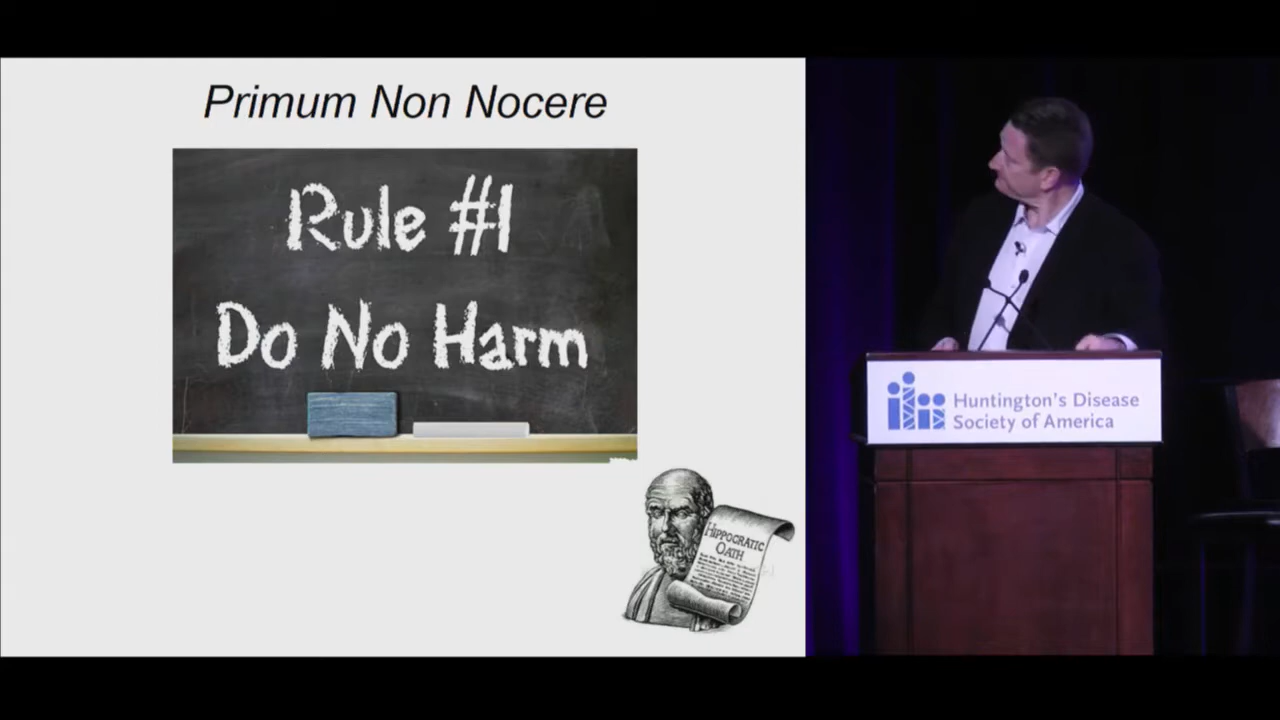 Primum Non Nocere
Rule #1
Do No Harm
HIPPOCRATIC
OATH
Huntington's Disease
Society of America